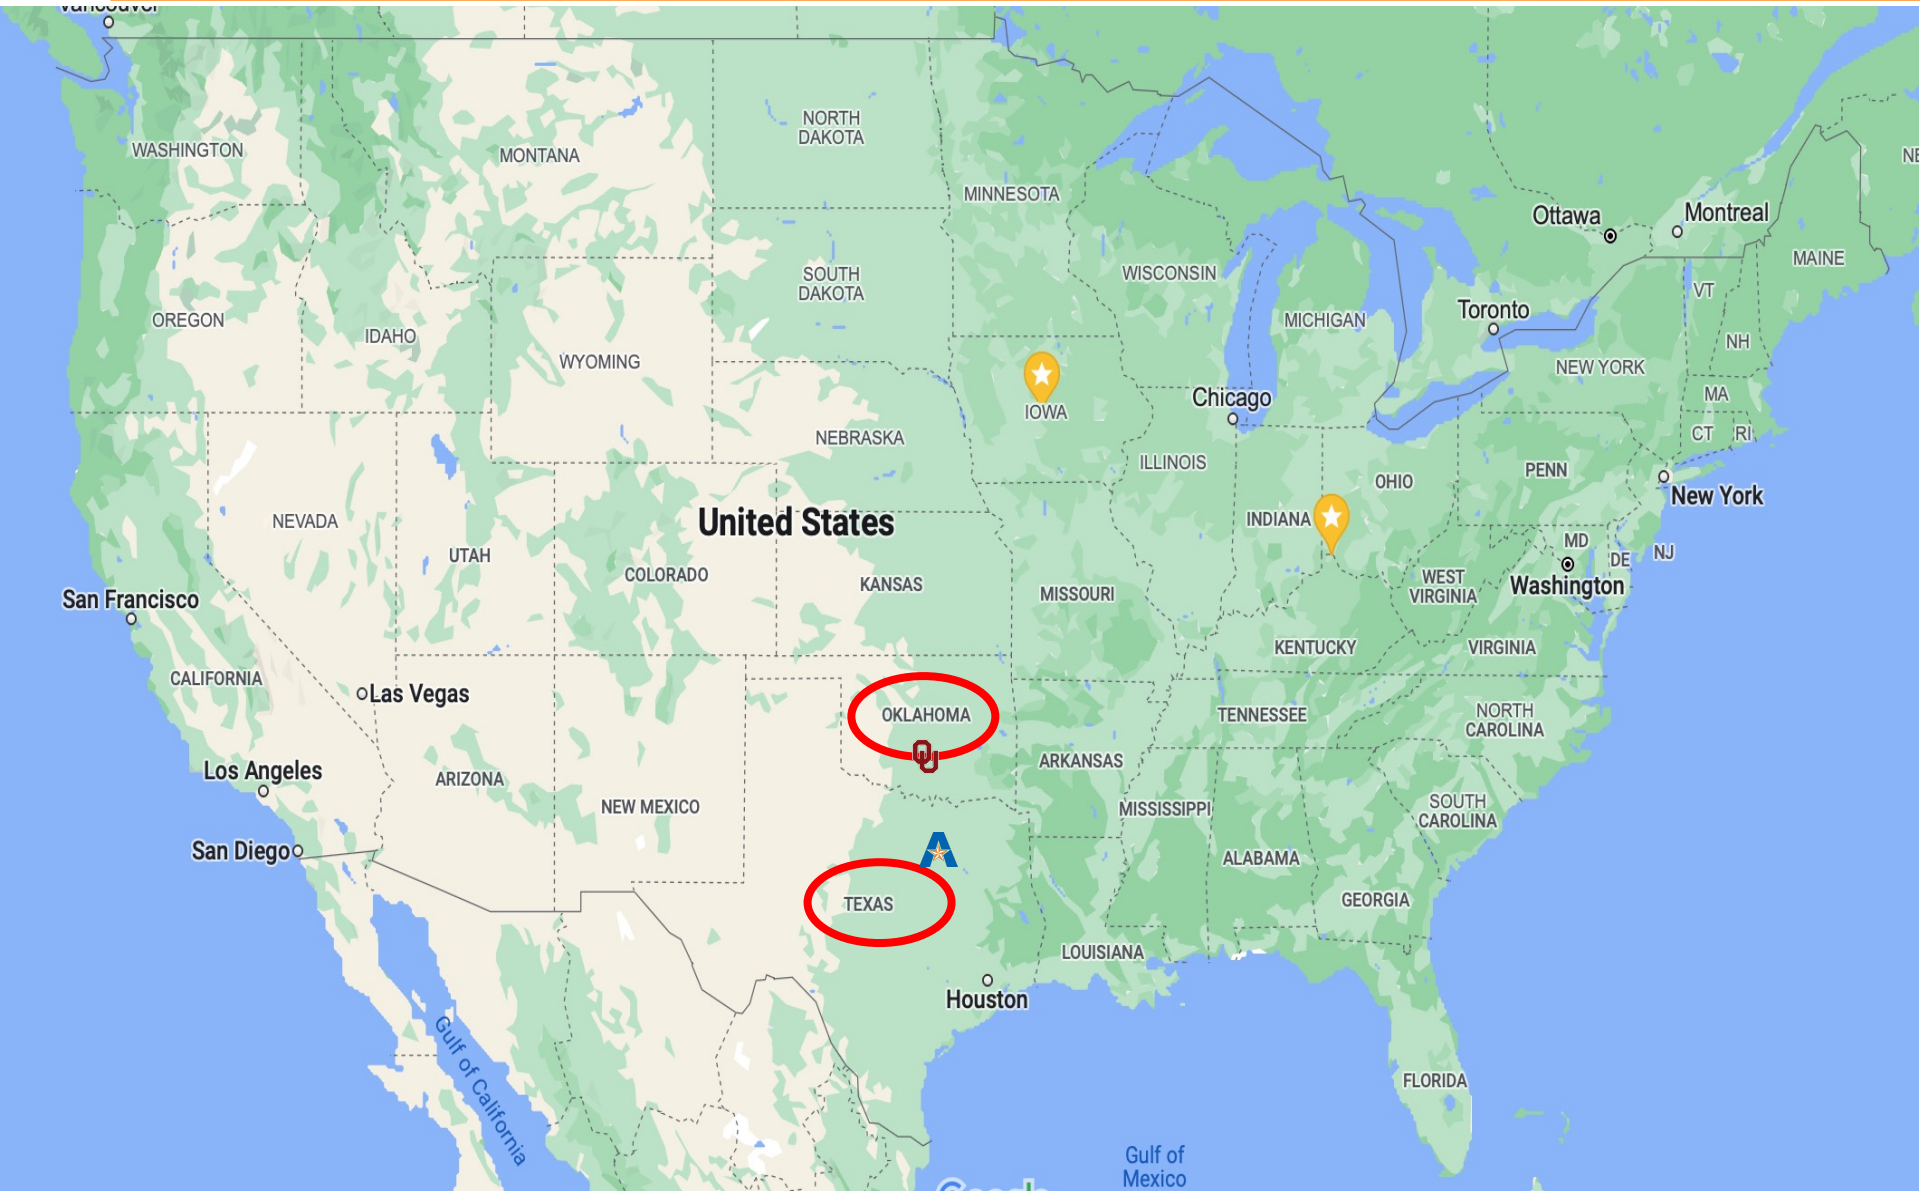 Vancouver
WASHINGTON
MONTANA
NORTH
DAKOTA
MINNESOTA
Ottawa
Montreal
NE
MAINE
OREGON
IDAHO
SOUTH
DAKOTA
WISCONSIN
MICHIGAN
Toronto
VT
NH
WYOMING
NEW YORK
MA
IOWA
Chicago
CT
RI
NEBRASKA
ILLINOIS
OHIO
PENN
New York
NEVADA
UTAH
United States
INDIANA
MD
DE
NJ
COLORADO
KANSAS
MISSOURI
WEST
VIRGINIA
Washington
San Francisco
CALIFORNIA
Las Vegas
KENTUCKY
VIRGINIA
OKLAHOMA
OU
TENNESSEE
NORTH
CAROLINA
Los Angeles
ARIZONA
NEW MEXICO
ARKANSAS
MISSISSIPPI
SOUTH
CAROLINA
San Diego
A
ALABAMA
TEXAS
GEORGIA
LOUISIANA
Houston
Gulf of California
FLORIDA
Gulf of
Mexico
Google